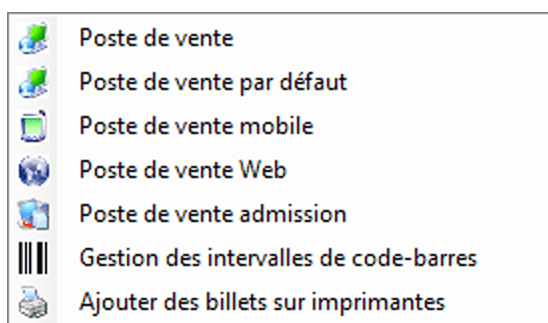 Poste de vente
Poste de vente par défaut
Poste de vente mobile
Poste de vente Web
Poste de vente admission
Gestion des intervalles de code-barres
Ajouter des billets sur imprimantes